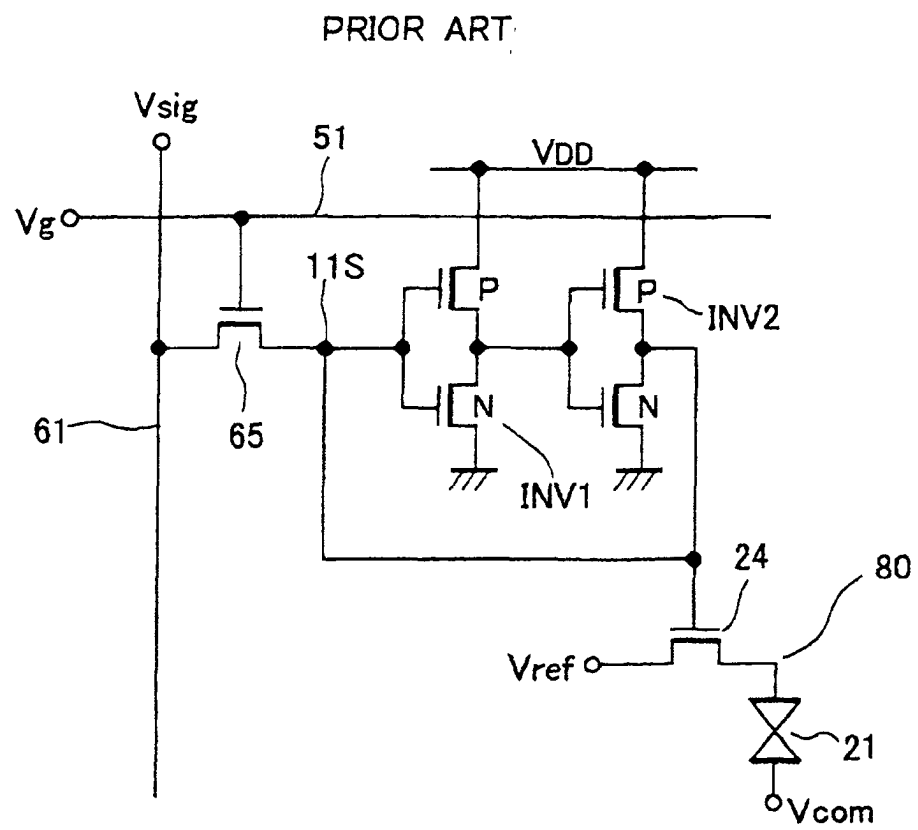 PRIOR ART
Vsig
51
VDD
Vg
11S
P
P
INV2
65
61
N
N
INV1
24
80
Vref
21
Vcom